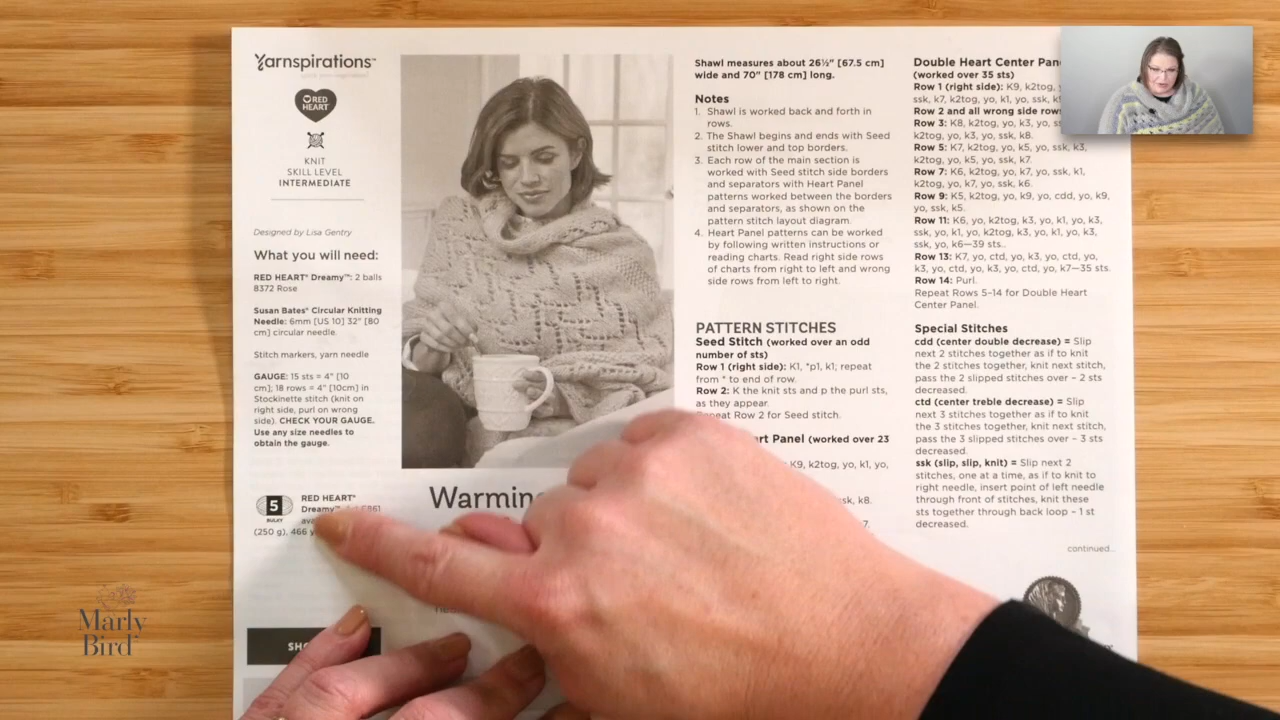 Yarnspirations™
RED
HEART
KNIT
SKILL LEVEL
INTERMEDIATE
Designed by Lisa Gentry
What you will need:
RED HEART® Dreamy™: 2 balls
8372 Rose
Susan Bates® Circular Knitting
Needle: 6mm [US 10] 32" [80
cm] circular needle
Stitch markers, yarn needle
GAUGE: 15 sts = 4" [10
cm]; 18 rows = 4" [10cm] in
Stockinette stitch (knit on
right side, purl on wrong
side). CHECK YOUR GAUGE.
Use any size needles to
obtain the gauge.
5
BULKY
RED HEART®
Dreamy™
(250 g), 466
Marly
Bird
Shawl measures about 26½" [67.5 cm]
wide and 70" [178 cm] long.
Notes
1. Shawl is worked back and forth in
rows.
2. The Shawl begins and ends with Seed
stitch lower and top borders.
3. Each row of the main section is
worked with Seed stitch side borders
and separators with Heart Panel
patterns worked between the borders
and separators, as shown on the
pattern stitch layout diagram.
4. Heart Panel patterns can be worked
by following written instructions or
reading charts. Read right side rows
of charts from right to left and wrong
side rows from left to right.
PATTERN STITCHES
Seed Stitch (worked over an odd
number of sts)
Row 1 (right side): K1, *p1, k1; repeat
from * to end of row.
Row 2: K the knit sts and p the purl sts,
as they appear.
Repeat Row 2 for Seed stitch.
Panel (worked over 23
K9, k2tog, yo, k1, yo,
k8.
7.
Double Heart Center
(worked over 35 sts)
Row 1 (right side): K9, k2tog,
ssk, k7, k2tog, yo, k1, yo,
Row 2 and all wrong side
Row 3: K8, k2tog, yo, k3, yo,
k2tog, yo, k3, yo, ssk, k8.
Row 5: K7, k2tog, yo, k5, yo, ssk, k3,
k2tog, yo, k5, yo, ssk, k7.
Row 7: K6, k2tog, yo, k7, yo, ssk, k1,
k2tog, yo, k7, yo, ssk, k6.
Row 9: K5, k2tog, yo, k9, yo, cdd, yo, k9,
yo, ssk, k5.
Row 11: K6, yo, k2tog, k3, yo, k1, yo, k3,
ssk, yo, k1, yo, k2tog, k3, yo, k1, yo, k3,
ssk, yo, k6—39 sts..
Row 13: K7, yo, ctd, yo, k3, yo, ctd, yo,
k3, yo, ctd, yo, k3, yo, ctd, yo, k7—35 sts.
Row 14: Purl.
Repeat Rows 5-14 for Double Heart
Center Panel.
Special Stitches
cdd (center double decrease) = Slip
next 2 stitches together as if to knit
the 2 stitches together, knit next stitch,
pass the 2 slipped stitches over – 2 sts
decreased.
ctd (center treble decrease) = Slip
next 3 stitches together as if to knit
the 3 stitches together, knit next stitch,
pass the 3 slipped stitches over – 3 sts
decreased.
ssk (slip, slip, knit) = Slip next 2
stitches, one at a time, as if to knit to
right needle, insert point of left needle
through front of stitches, knit these
sts together through back loop – 1 st
decreased.
continued...